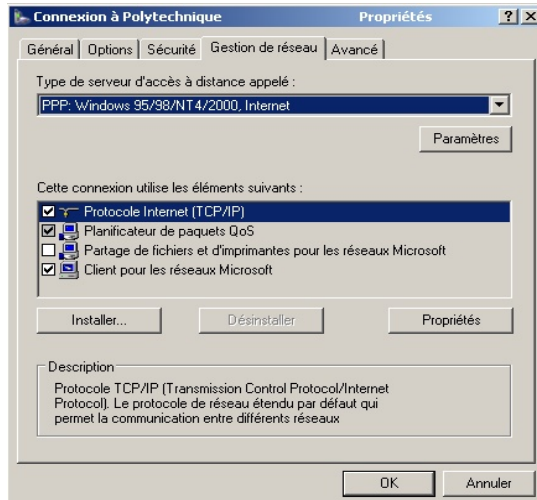 Connexion à Polytechnique Propriétés
Général Options Sécurité Gestion de réseau Avancé
Type de serveur d'accès à distance appelé :
PPP: Windows 95/98/NT4/2000, Internet
Paramètres
Cette connexion utilise les éléments suivants :
Protocole Internet (TCP/IP)
Planificateur de paquets QoS
Partage de fichiers et d'imprimantes pour les réseaux Microsoft
Client pour les réseaux Microsoft
Installer... Désinstaller Propriétés
Description
Protocole TCP/IP (Transmission Control Protocol/Internet
Protocol). Le protocole de réseau étendu par défaut qui
permet la communication entre différents réseaux
OK Annuler